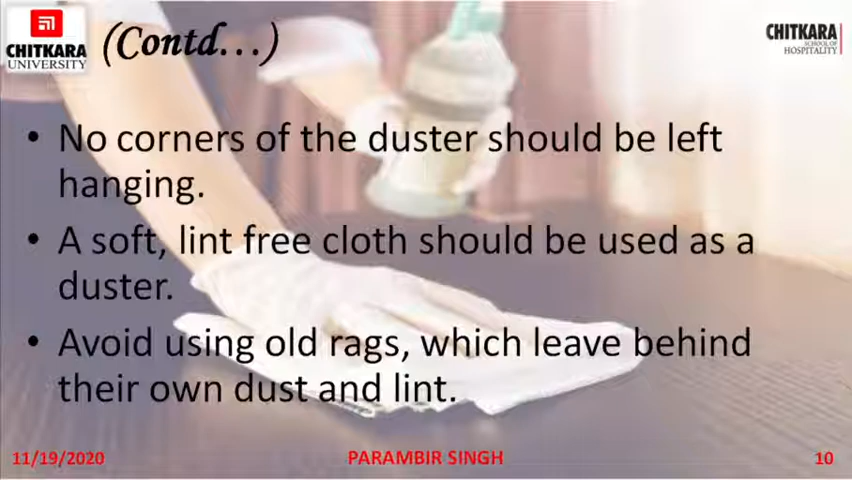 CHITKARA
UNIVERSITY
(Contd...)
CHITKARA
SCHOOL OF
HOSPITALITY
• No corners of the duster should be left
hanging.
• A soft, lint free cloth should be used as a
duster.
• Avoid using old rags, which leave behind
their own dust and lint.
11/19/2020
PARAMBIR SINGH
10